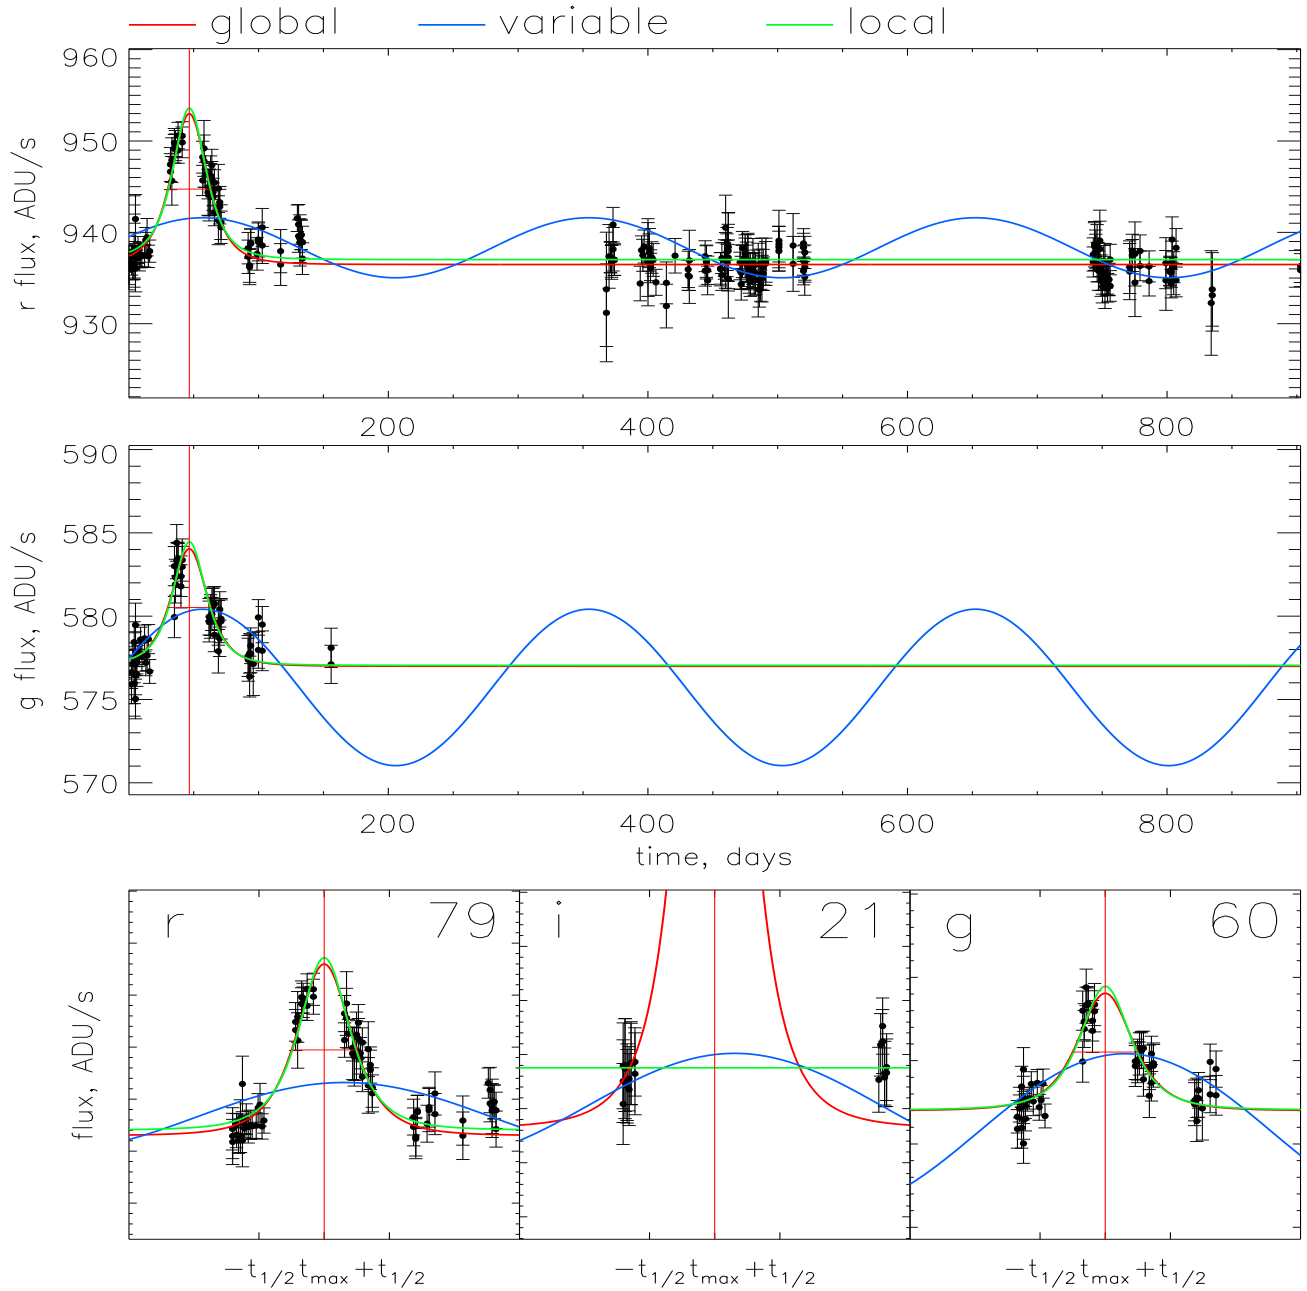 global variable local
960
950
940
930
r flux, ADU/s
200 400 600 800
590
585
580
575
570
g flux, ADU/s
200 400 600 800
time, days
r 79 i 21 g 60
flux, ADU/s
−t1/2 tmax +t1/2 −t1/2 tmax +t1/2 −t1/2 tmax +t1/2